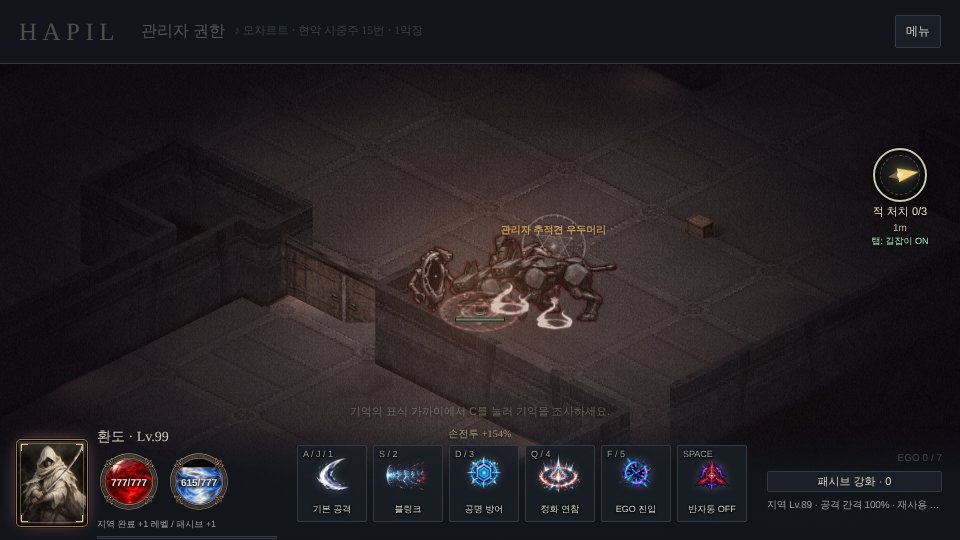 HAPIL
관리자 권한
♪ 모차르트 · 현악 사중주 15번 · 1악장
메뉴
적 처치 0/3
1m
탭: 길잡이 ON
관리자 추적견 우두머리
기억의 표식 가까이에서 C를 눌러 기억을 조사하세요.
손전투 +154%
환도 · Lv.99
777/777
615/777
지역 완료 +1 레벨 / 패시브 +1
A / J / 1
기본 공격
S / 2
블링크
D / 3
공명 방어
Q / 4
정화 연참
F / 5
EGO 진입
SPACE
반자동 OFF
EGO 0 / 7
패시브 강화 · 0
지역 Lv.89 · 공격 간격 100% · 재사용 …